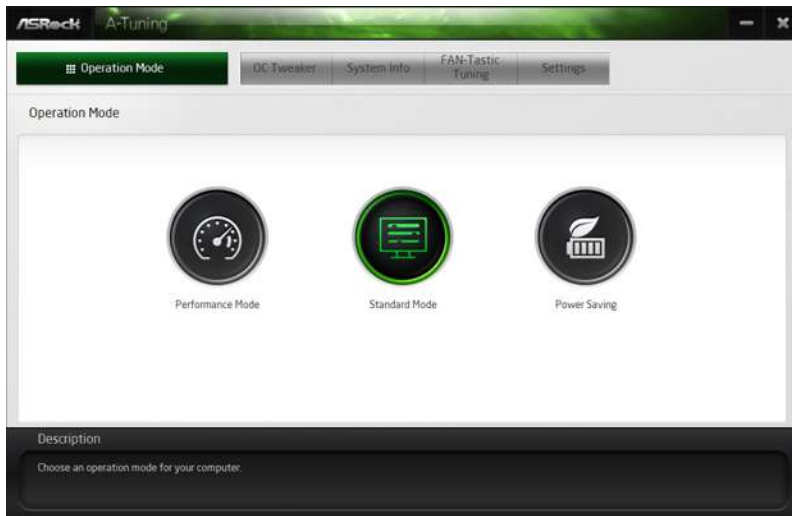 ASRock A-Tuning
Operation Mode
OC Tweaker
System Info
FAN-Tastic
Tuning
Settings
Operation Mode
Performance Mode
Standard Mode
Power Saving
Description
Choose an operation mode for your computer.